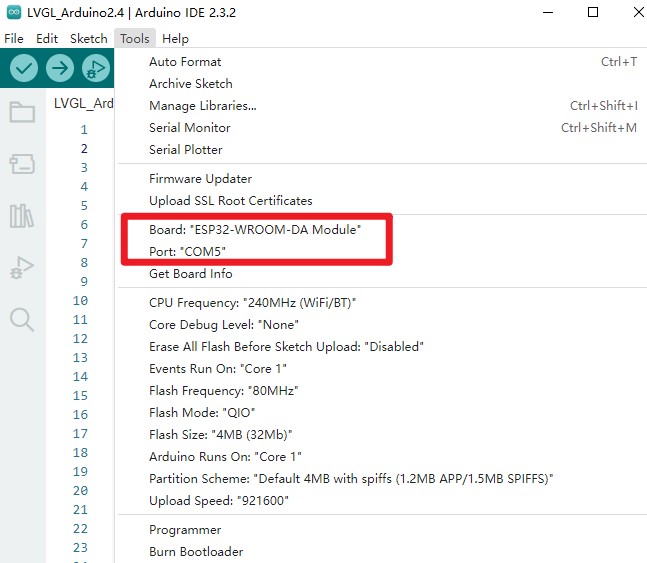 LVGL_Arduino2.4 | Arduino IDE 2.3.2
File Edit Sketch Tools Help
Auto Format Ctrl+T
LVGL_Ard
Archive Sketch
Manage Libraries... Ctrl+Shift+I
Serial Monitor Ctrl+Shift+M
Serial Plotter
Firmware Updater
Upload SSL Root Certificates
Board: "ESP32-WROOM-DA Module"
Port: "COM5"
Get Board Info
CPU Frequency: "240MHz (WiFi/BT)"
Core Debug Level: "None"
Erase All Flash Before Sketch Upload: "Disabled"
Events Run On: "Core 1"
Flash Frequency: "80MHz"
Flash Mode: "QIO"
Flash Size: "4MB (32Mb)"
Arduino Runs On: "Core 1"
Partition Scheme: "Default 4MB with spiffs (1.2MB APP/1.5MB SPIFFS)"
Upload Speed: "921600"
Programmer
Burn Bootloader
1
2
3
4
5
6
7
8
9
10
11
12
13
14
15
16
17
18
19
20
21
22
23